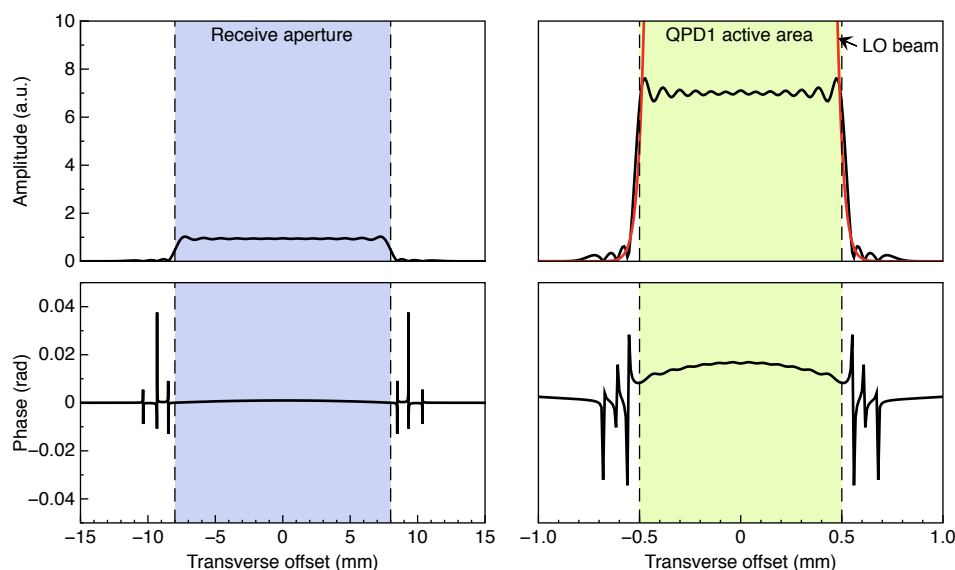 Receive aperture
QPD1 active area
LO beam
Amplitude (a.u.)
10
8
6
4
2
0
Phase (rad)
0.04
0.02
0
−0.02
−0.04
−15 −10 −5 0 5 10 15
−1.0 −0.5 0.0 0.5 1.0
Transverse offset (mm)
Transverse offset (mm)